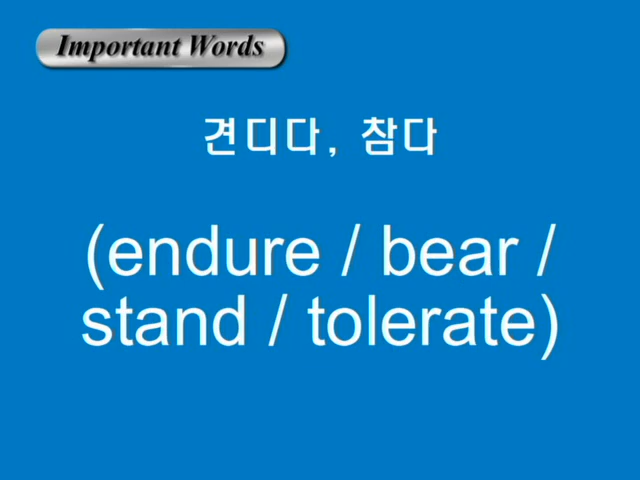 Important Words
견디다, 참다
(endure / bear /
stand / tolerate)